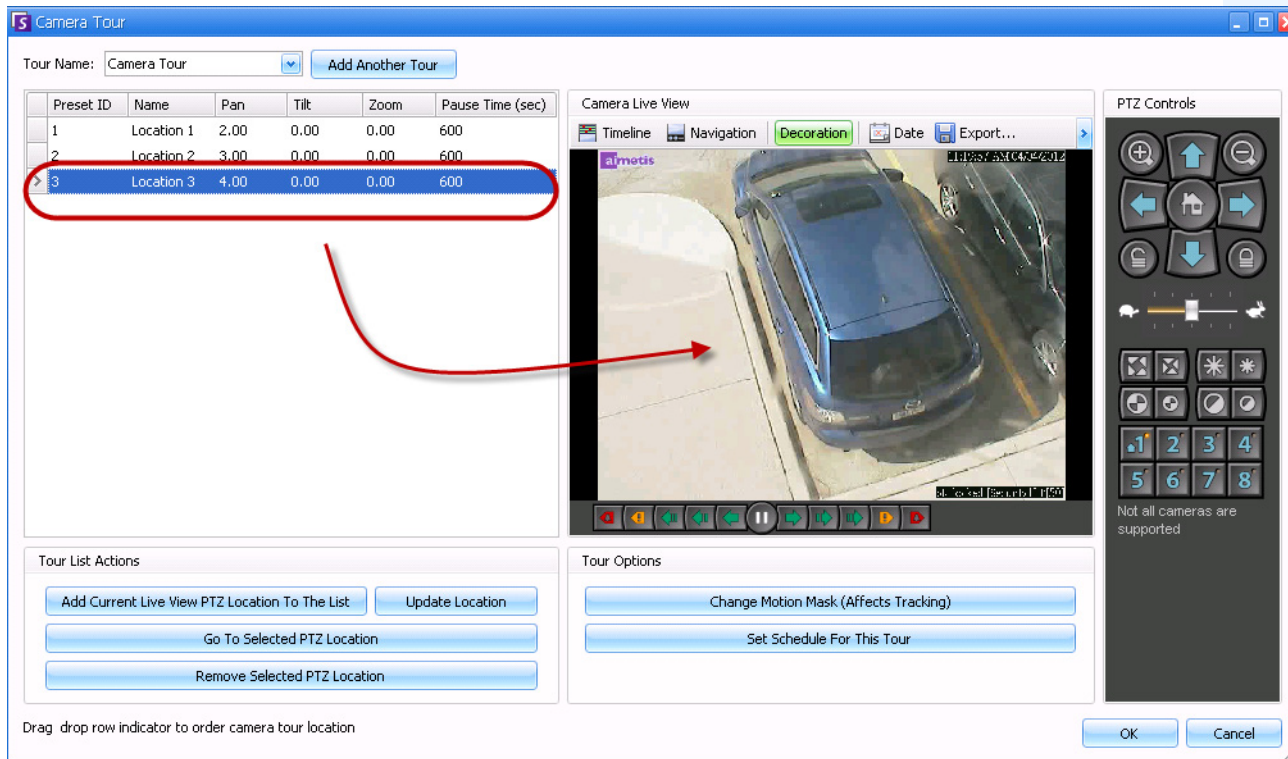 Camera Tour
Tour Name: Camera Tour Add Another Tour
Preset ID Name Pan Tilt Zoom Pause Time (sec)
1 Location 1 2.00 0.00 0.00 600
2 Location 2 3.00 0.00 0.00 600
3 Location 3 4.00 0.00 0.00 600
Camera Live View
Timeline Navigation Decoration Date Export...
aimetis
AM 04/04/2012
PTZ Controls
1 2 3 4
5 6 7 8
Not all cameras are
supported
Tour List Actions
Add Current Live View PTZ Location To The List Update Location
Go To Selected PTZ Location
Remove Selected PTZ Location
Tour Options
Change Motion Mask (Affects Tracking)
Set Schedule For This Tour
Drag drop row indicator to order camera tour location
OK Cancel